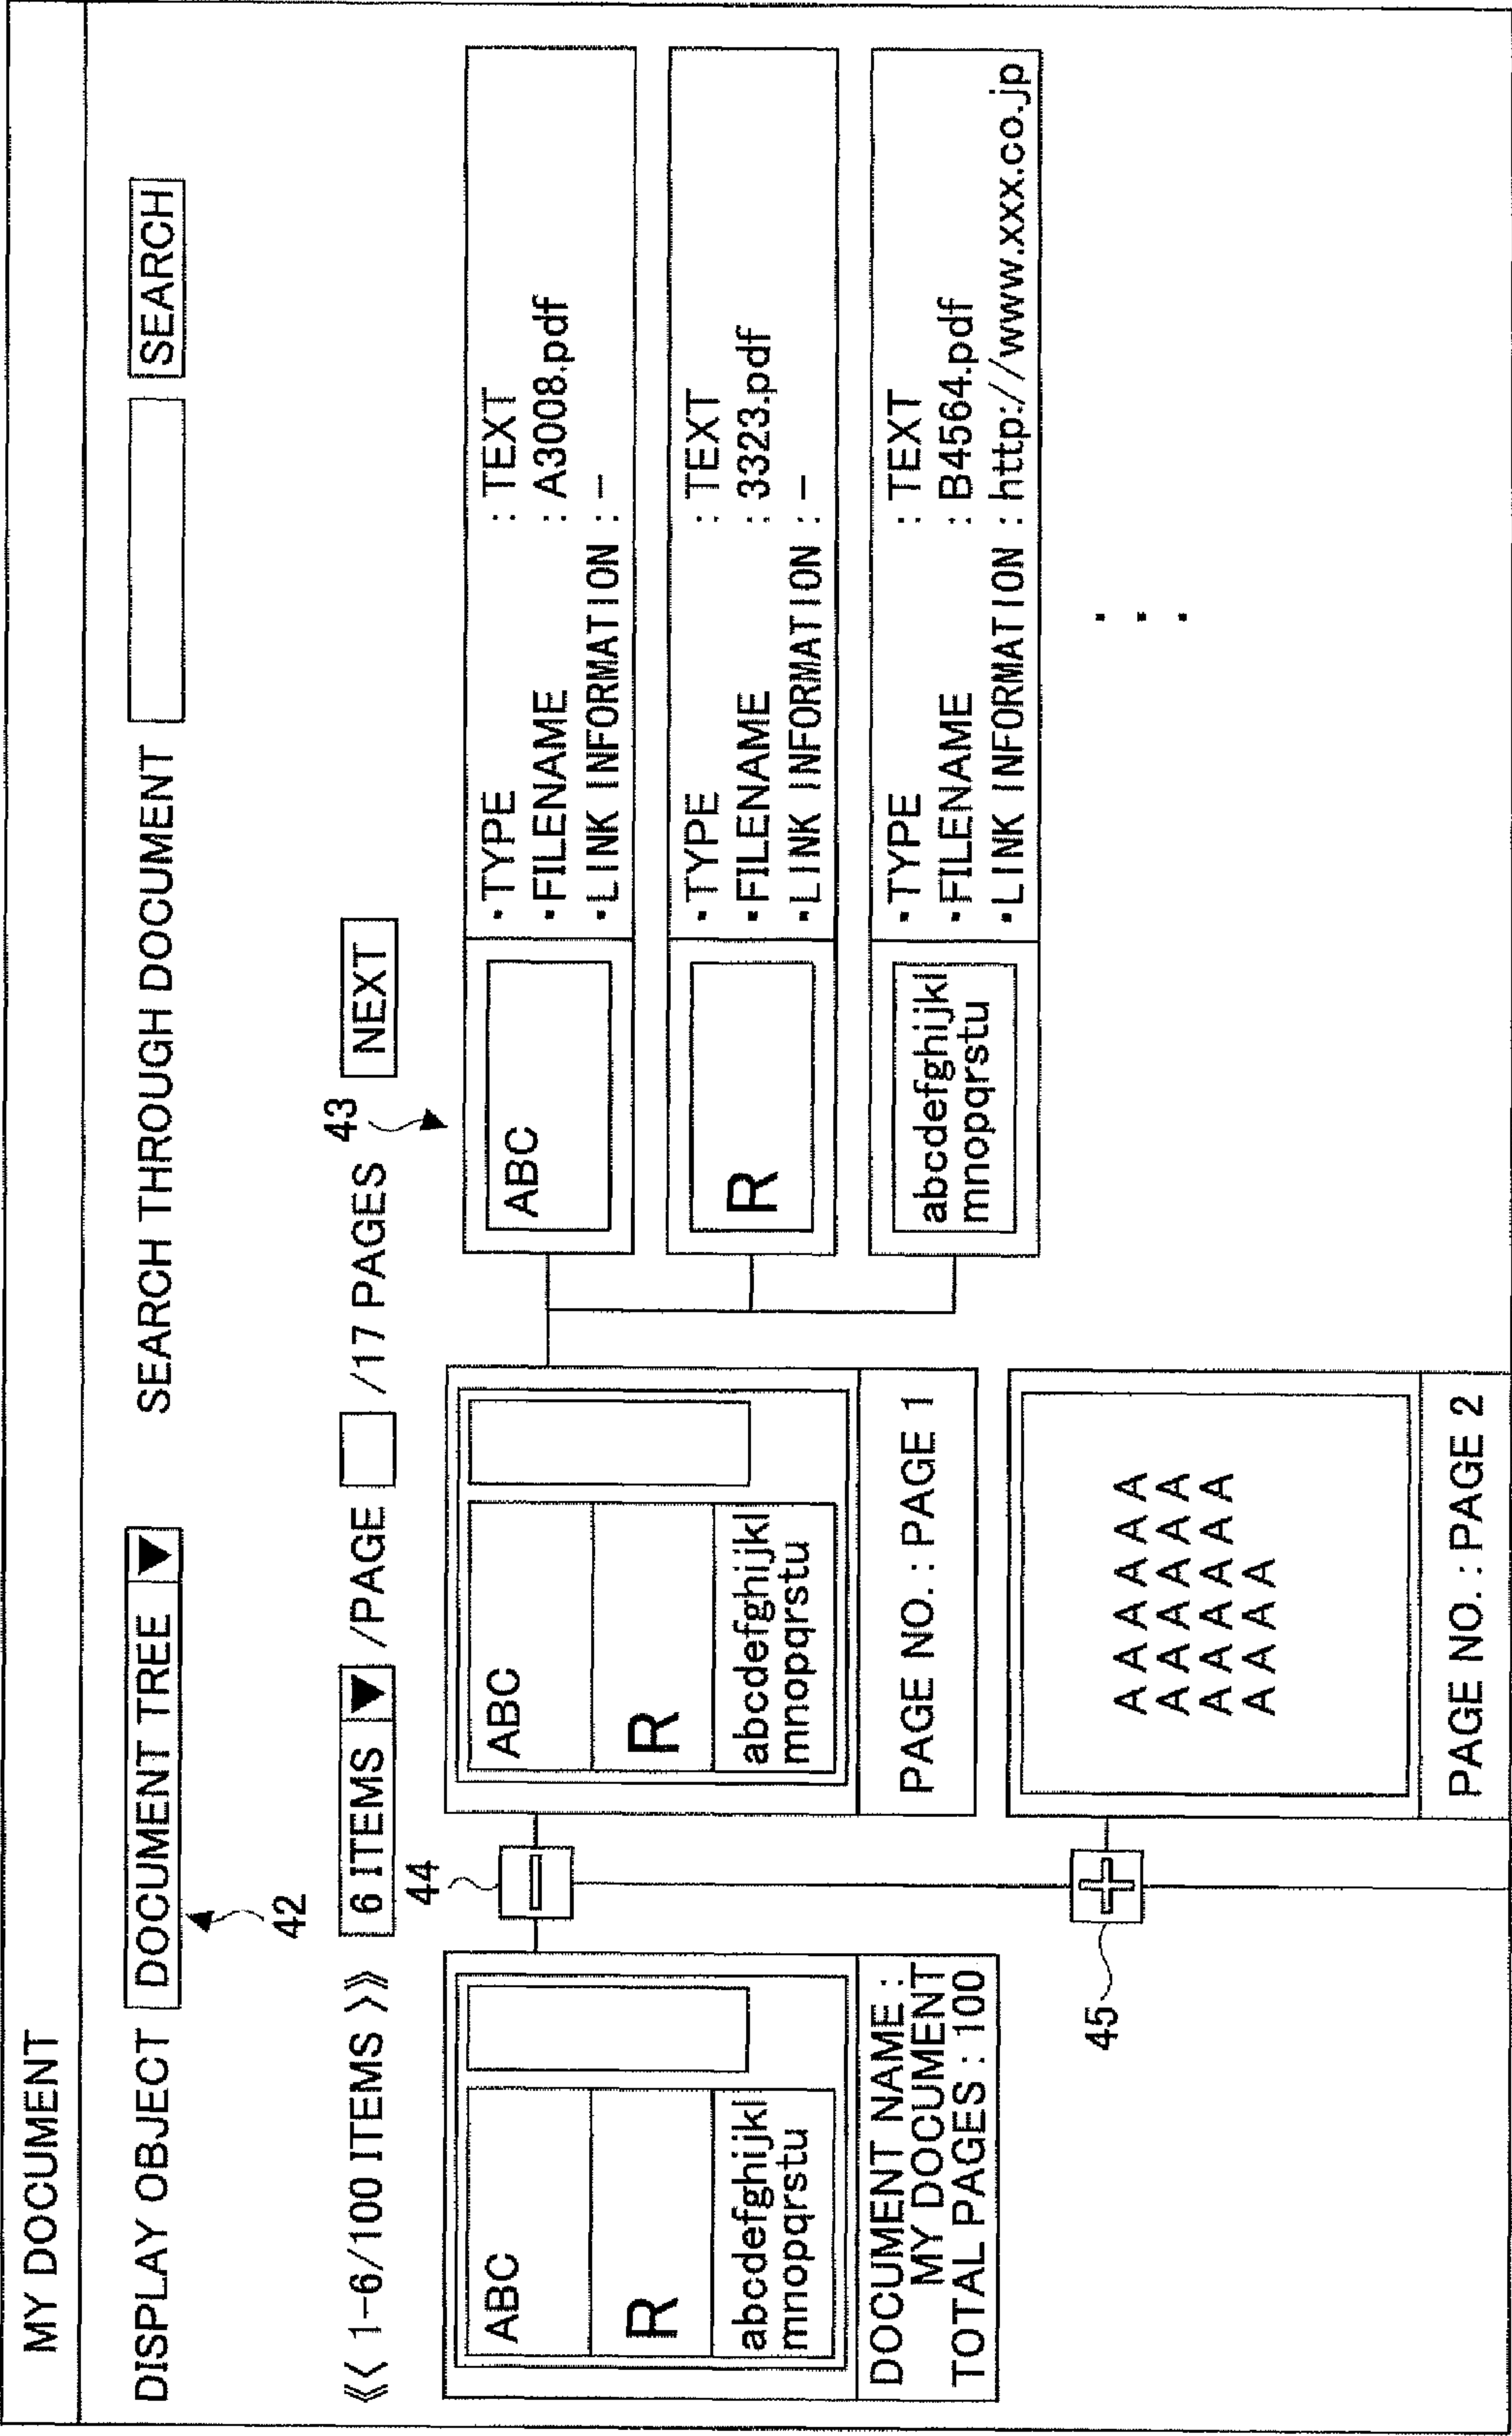 MY DOCUMENT
DISPLAY OBJECT DOCUMENT TREE ▼ SEARCH THROUGH DOCUMENT SEARCH
42
《〈 1-6/100 ITEMS 〉》 6 ITEMS ▼ /PAGE /17 PAGES NEXT
43
44
ABC
R
abcdefghijkl
mnopqrstu
DOCUMENT NAME :
MY DOCUMENT
TOTAL PAGES : 100
ABC
R
abcdefghijkl
mnopqrstu
PAGE NO. : PAGE 1
ABC
・TYPE : TEXT
・FILENAME : A3008.pdf
・LINK INFORMATION : –
R
・TYPE : TEXT
・FILENAME : 3323.pdf
・LINK INFORMATION : –
abcdefghijkl
mnopqrstu
・TYPE : TEXT
・FILENAME : B4564.pdf
・LINK INFORMATION : http://www.xxx.co.jp
. . .
45
A A A A A A
A A A A A A
A A A A A A
A A A A
PAGE NO. : PAGE 2